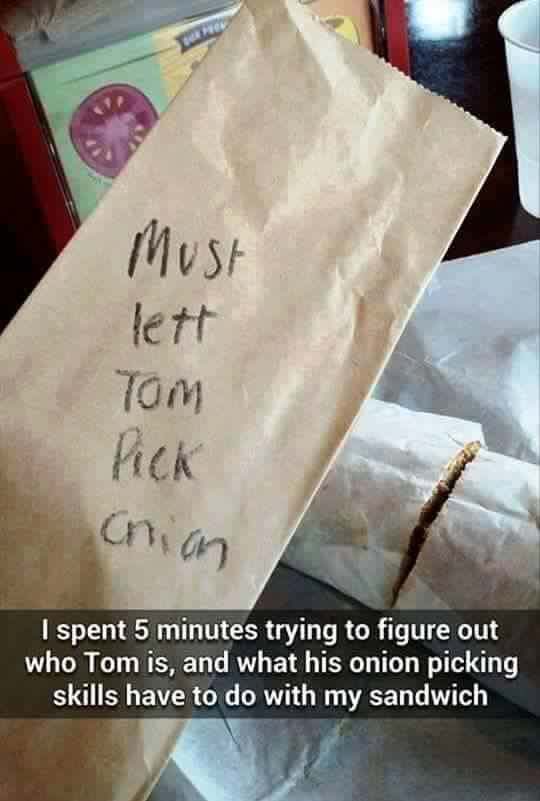 Must
lett
Tom
Pick
Onion
I spent 5 minutes trying to figure out
who Tom is, and what his onion picking
skills have to do with my sandwich